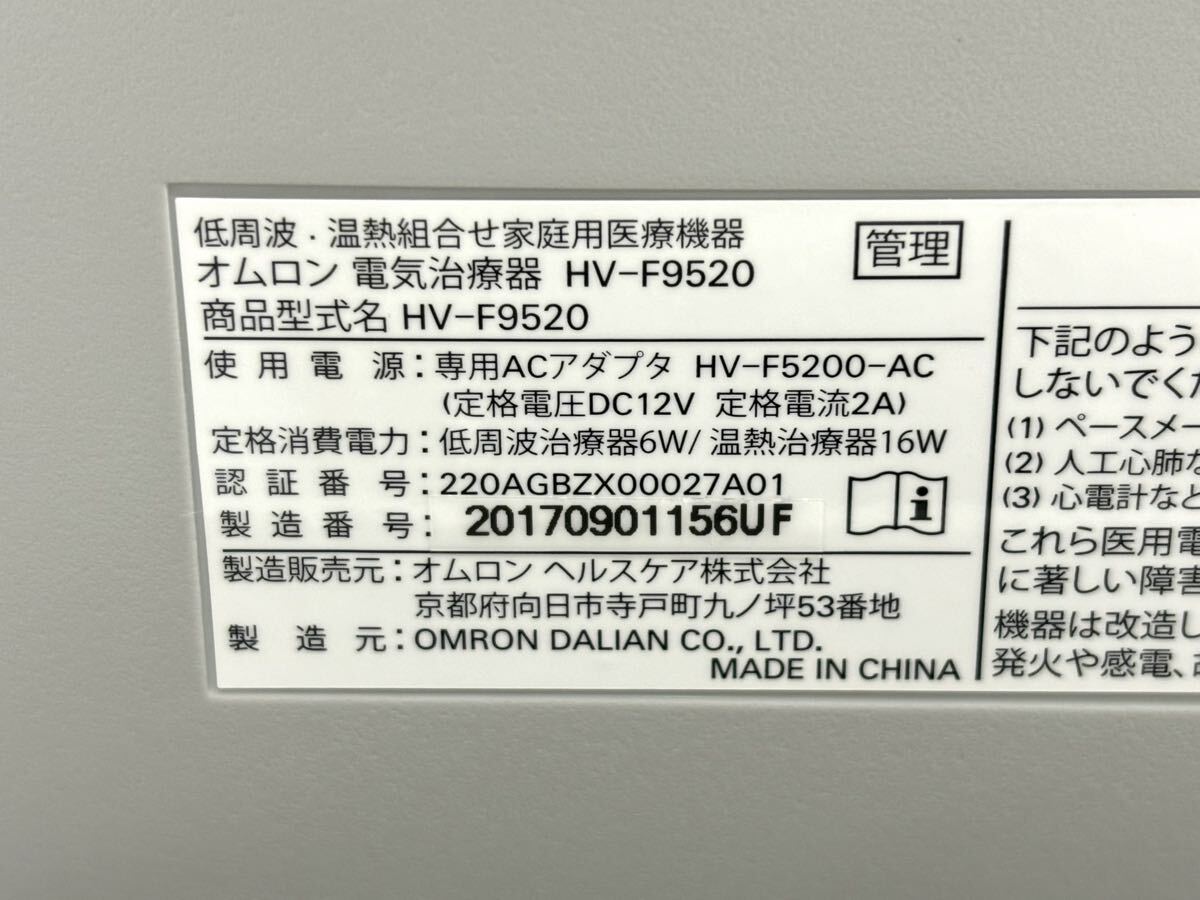 低周波・温熱組合せ家庭用医療機器
管理
オムロン 電気治療器 HV-F9520
商品型式名 HV-F9520
使用電源：専用ACアダプタ HV-F5200-AC
(定格電圧DC12V 定格電流2A)
定格消費電力：低周波治療器6W/ 温熱治療器16W
認証番号：220AGBZX00027A01
製造番号：20170901156UF
製造販売元：オムロン ヘルスケア株式会社
京都府向日市寺戸町九ノ坪53番地
製造元：OMRON DALIAN CO., LTD.
MADE IN CHINA
下記のよう
しないでくだ
(1) ペースメー
(2) 人工心肺な
(3) 心電計など
これら医用電
に著しい障害
機器は改造し
発火や感電、故